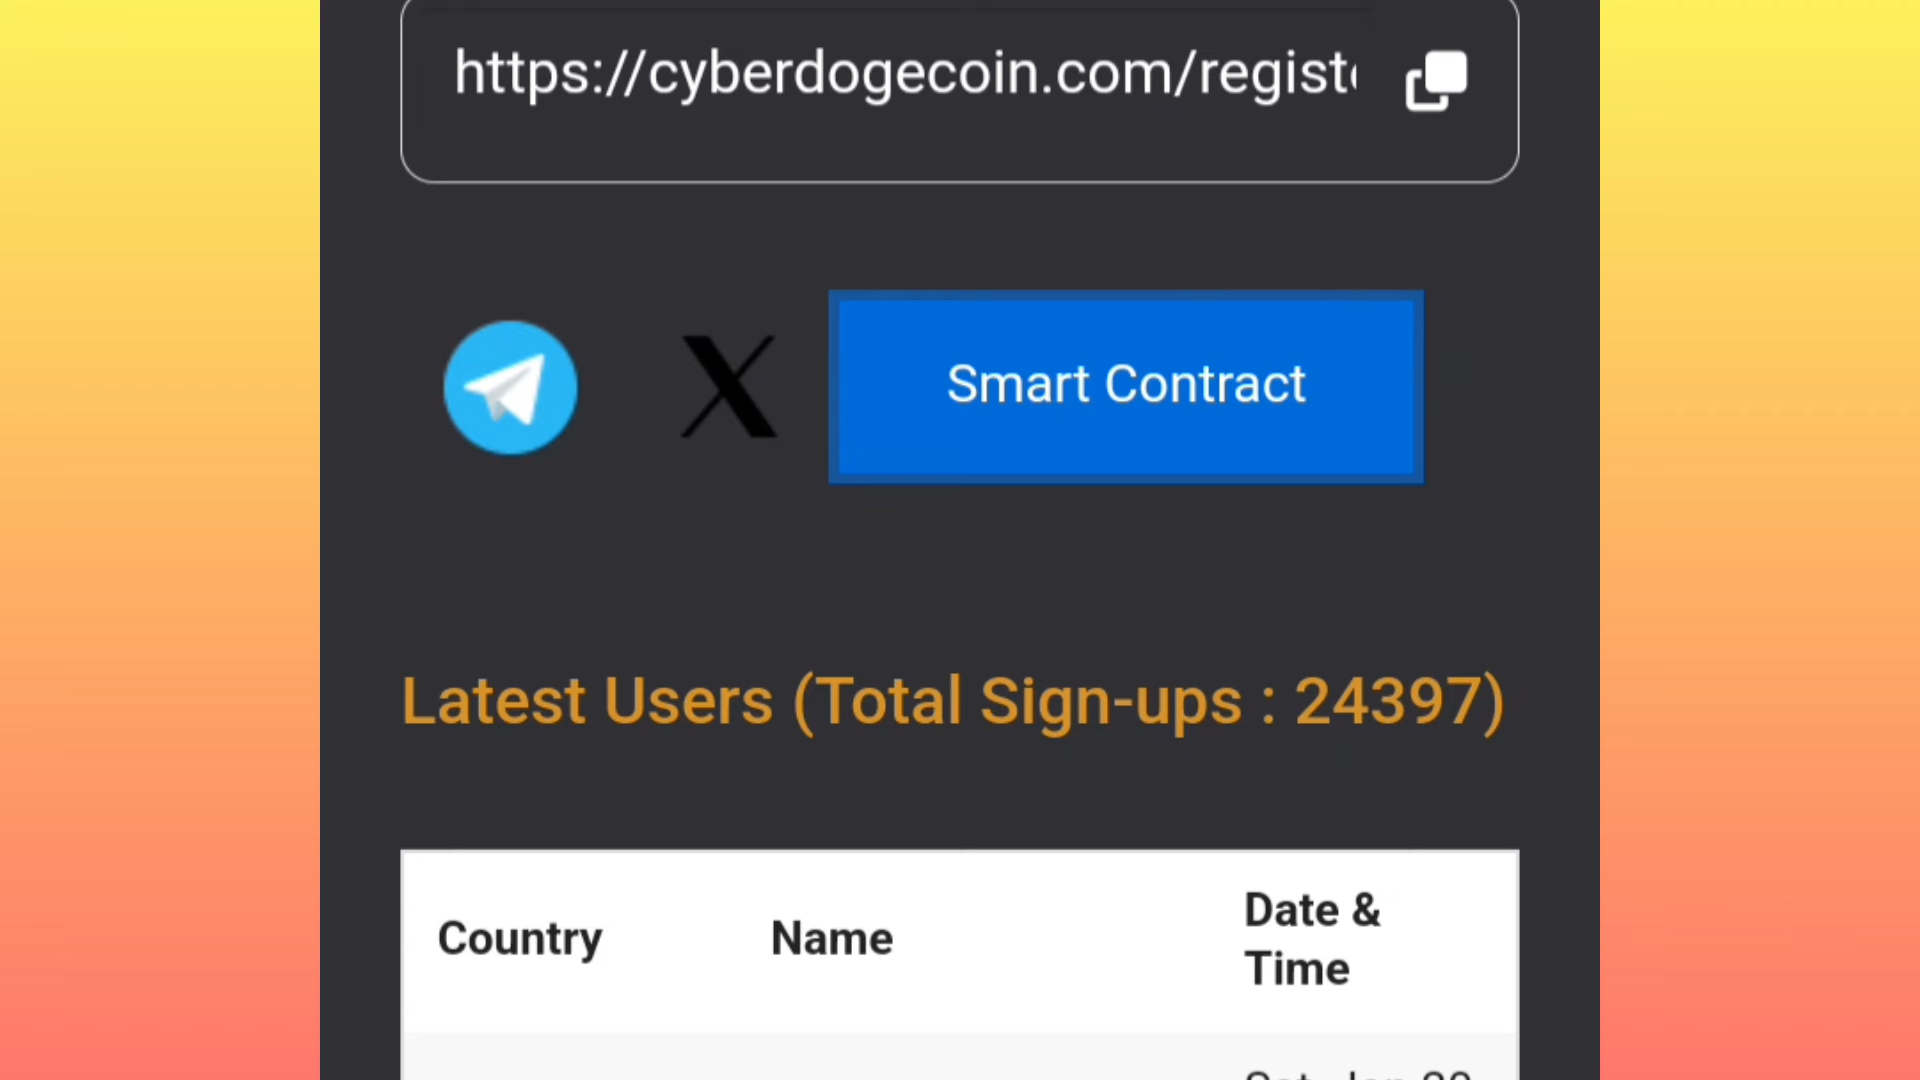 https://cyberdogecoin.com/regist
Smart Contract
Latest Users (Total Sign-ups : 24397)
Country Name Date &
Time